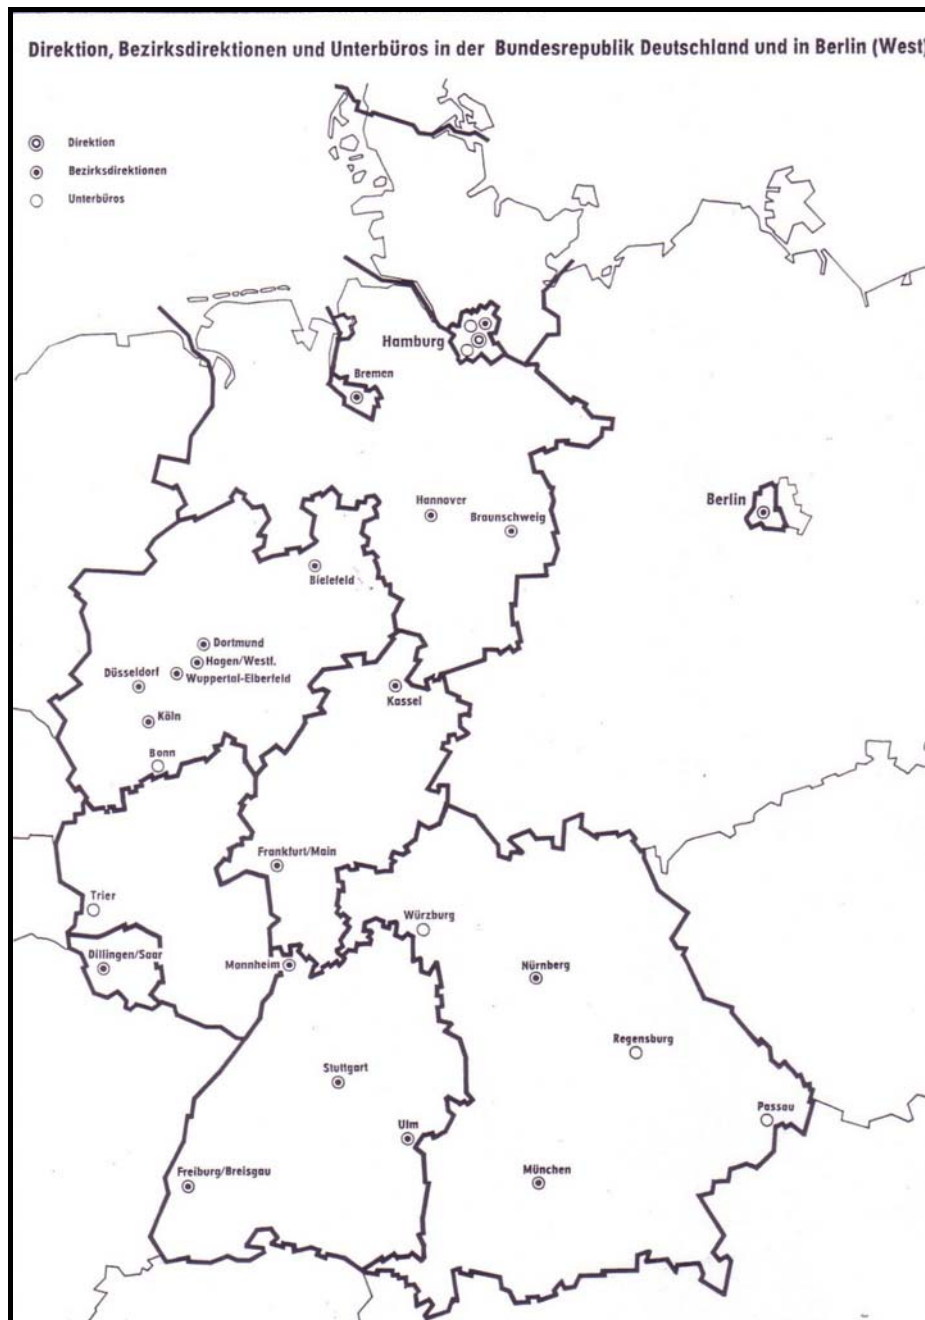 Direktion, Bezirksdirektionen und Unterbüros in der Bundesrepublik Deutschland und in Berlin (West)
Direktion
Bezirksdirektionen
Unterbüros
Hamburg
Bremen
Hannover
Braunschweig
Berlin
Bielefeld
Dortmund
Hagen/Westf.
Wuppertal-Elberfeld
Düsseldorf
Kassel
Köln
Bonn
Frankfurt/Main
Trier
Würzburg
Dillingen/Saar
Mannheim
Nürnberg
Regensburg
Stuttgart
Passau
Ulm
Freiburg/Breisgau
München